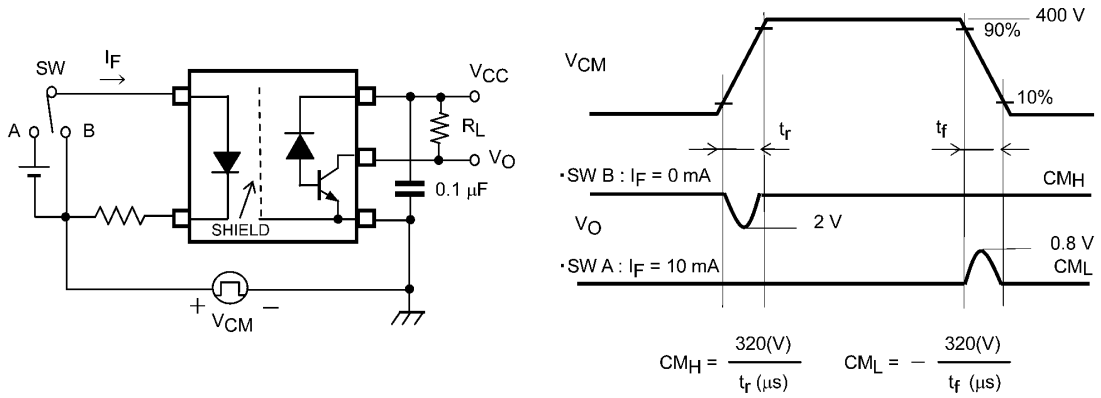 I_F
SW
A
B
V_CC
R_L
V_O
0.1 μF
SHIELD
+
V_CM
−
400 V
90%
V_CM
10%
t_r
t_f
·SW B : I_F = 0 mA
CM_H
V_O
2 V
0.8 V
·SW A : I_F = 10 mA
CM_L
CM_H = 320(V) / t_r (μs)
CM_L = − 320(V) / t_f (μs)